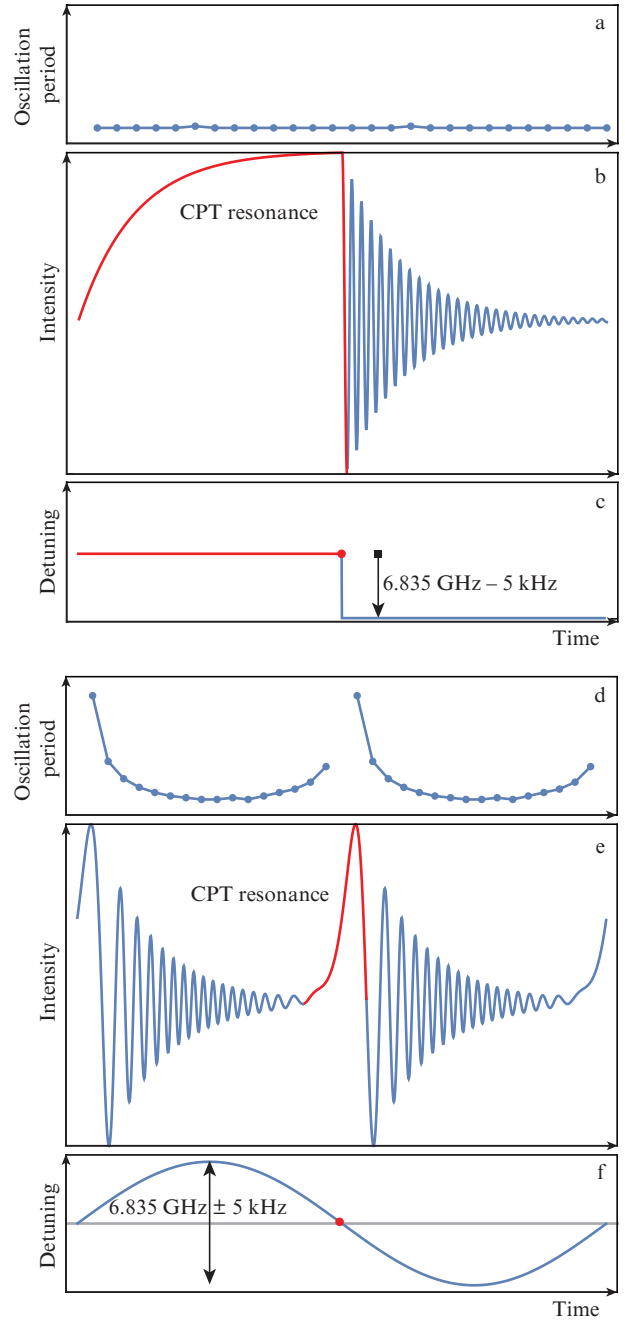 Oscillation
period
a
Intensity
b
CPT resonance
Detuning
c
6.835 GHz – 5 kHz
Time
Oscillation
period
d
Intensity
e
CPT resonance
Detuning
f
6.835 GHz ± 5 kHz
Time